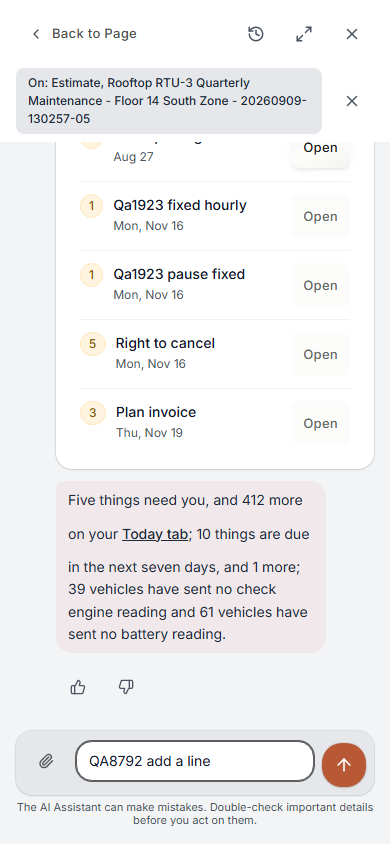 Back to Page
On: Estimate, Rooftop RTU-3 Quarterly
Maintenance - Floor 14 South Zone - 20260909-
130257-05
Aug 27
Open
1
Qa1923 fixed hourly
Mon, Nov 16
Open
1
Qa1923 pause fixed
Mon, Nov 16
Open
5
Right to cancel
Mon, Nov 16
Open
3
Plan invoice
Thu, Nov 19
Open
Five things need you, and 412 more
on your Today tab; 10 things are due
in the next seven days, and 1 more;
39 vehicles have sent no check
engine reading and 61 vehicles have
sent no battery reading.
QA8792 add a line
The AI Assistant can make mistakes. Double-check important details
before you act on them.